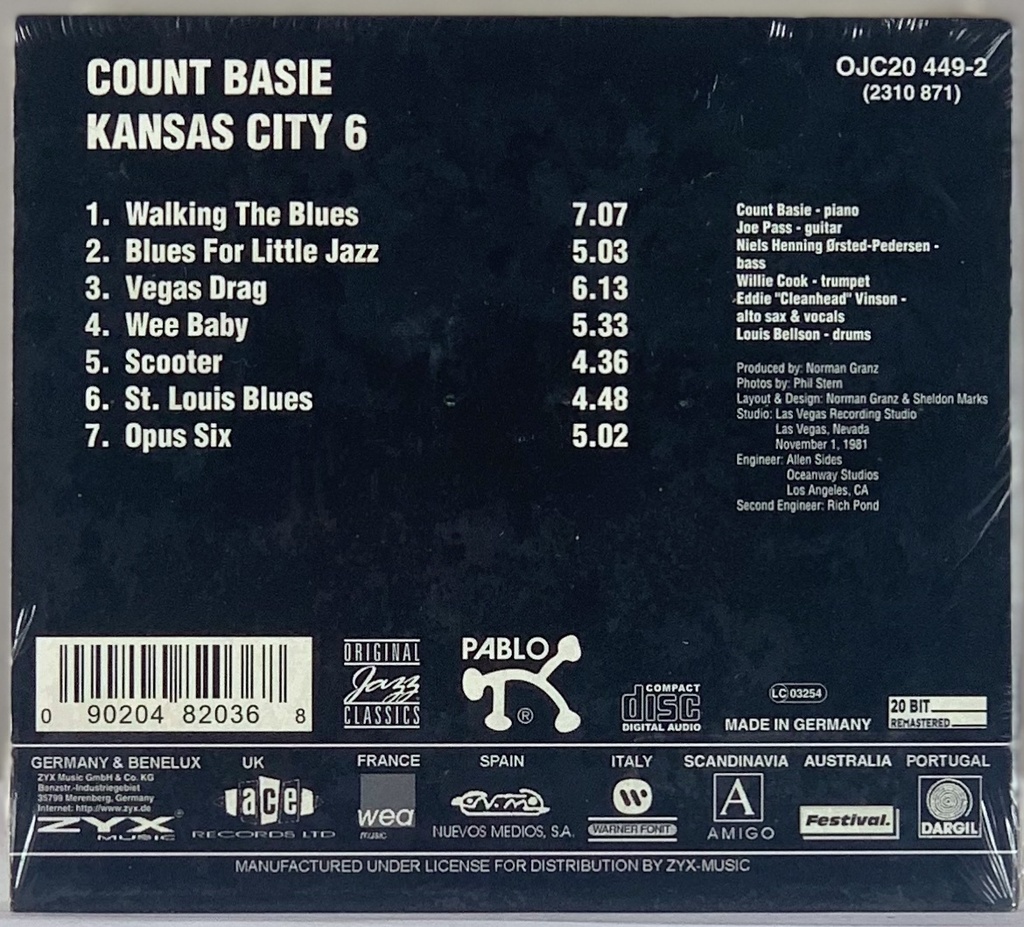 COUNT BASIE
KANSAS CITY 6
OJC20 449-2
(2310 871)
1. Walking The Blues 7.07
2. Blues For Little Jazz 5.03
3. Vegas Drag 6.13
4. Wee Baby 5.33
5. Scooter 4.36
6. St. Louis Blues 4.48
7. Opus Six 5.02
Count Basie - piano
Joe Pass - guitar
Niels Henning Ørsted-Pedersen -
bass
Willie Cook - trumpet
Eddie "Cleanhead" Vinson -
alto sax & vocals
Louis Bellson - drums
Produced by: Norman Granz
Photos by: Phil Stern
Layout & Design: Norman Granz & Sheldon Marks
Studio: Las Vegas Recording Studio
Las Vegas, Nevada
November 1, 1981
Engineer: Allen Sides
Oceanway Studios
Los Angeles, CA
Second Engineer: Rich Pond
0 90204 82036 8
ORIGINAL
Jazz
CLASSICS
PABLO
®
COMPACT
disc
DIGITAL AUDIO
LC 03254
MADE IN GERMANY
20 BIT
REMASTERED
GERMANY & BENELUX
ZYX Music GmbH & Co. KG
Benzstr.-Industriegebiet
35799 Merenberg, Germany
Internet: http://www.zyx.de
ZYX
MUSIC
UK
ace
RECORDS LTD
FRANCE
wea
music
SPAIN
NUEVOS MEDIOS, S.A.
ITALY
WARNER FONIT
SCANDINAVIA
A
AMIGO
AUSTRALIA
Festival.
PORTUGAL
DARGIL
MANUFACTURED UNDER LICENSE FOR DISTRIBUTION BY ZYX-MUSIC